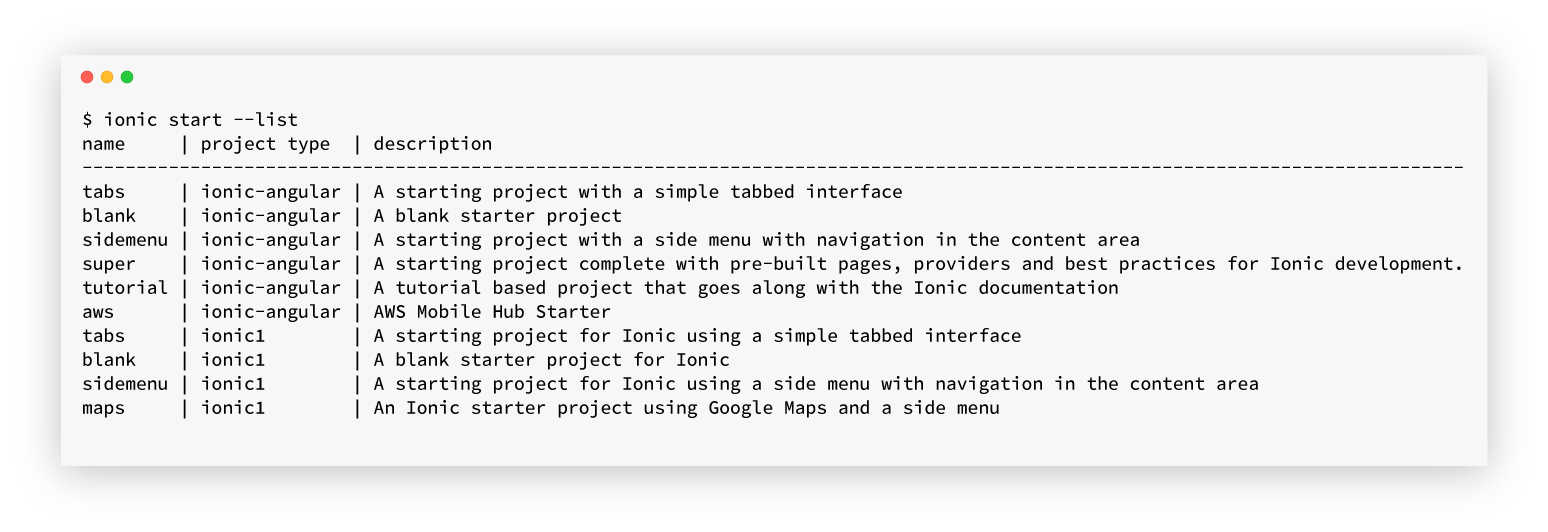 $ ionic start --list
name     | project type  | description
--------------------------------------------------------------------------------------------------------------------------------
tabs     | ionic-angular | A starting project with a simple tabbed interface
blank    | ionic-angular | A blank starter project
sidemenu | ionic-angular | A starting project with a side menu with navigation in the content area
super    | ionic-angular | A starting project complete with pre-built pages, providers and best practices for Ionic development.
tutorial | ionic-angular | A tutorial based project that goes along with the Ionic documentation
aws      | ionic-angular | AWS Mobile Hub Starter
tabs     | ionic1        | A starting project for Ionic using a simple tabbed interface
blank    | ionic1        | A blank starter project for Ionic
sidemenu | ionic1        | A starting project for Ionic using a side menu with navigation in the content area
maps     | ionic1        | An Ionic starter project using Google Maps and a side menu